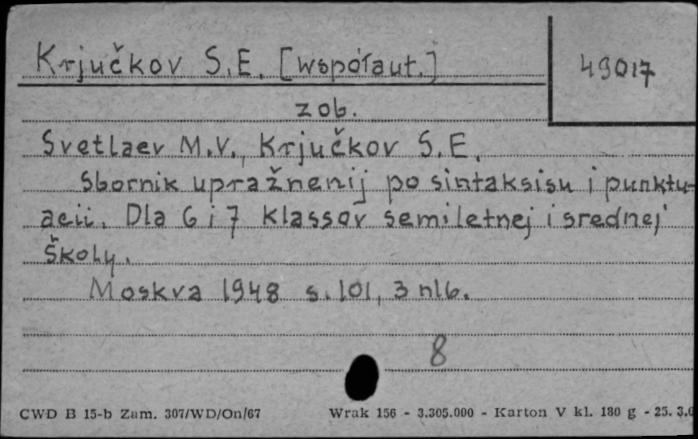 Krjučkov S.E. [współaut.]
49017
zob.
Svetlaev M.V., Krjučkov S.E.
Sbornik upražnenij po sintaksisu i punktu-
acii. Dla 6 i 7 klassov semiletnej i srednej
školy.
Moskva 1948 s. 101, 3 nlb.
8
CWD B 15-b Zam. 307/WD/On/67 Wrak 156 - 3.305.000 - Karton V kl. 180 g - 25. 3.6